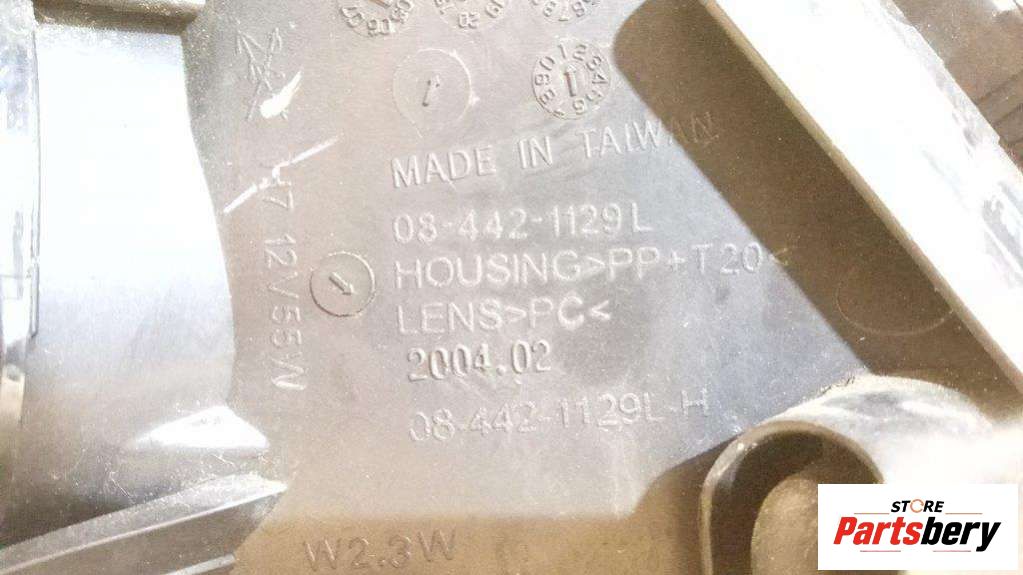 MADE IN TAIWAN
08-442-1129L
HOUSING>PP+T20<
LENS>PC<
2004.02
08-442-1129L-H
H7 12V55W
W2.3W
STORE
Partsbery